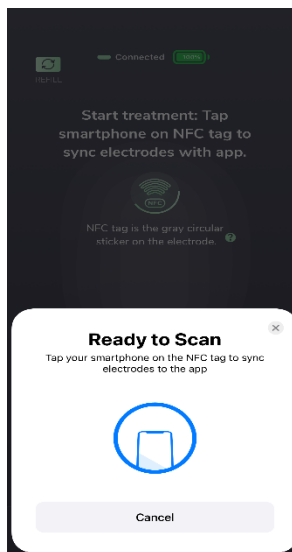 Connected 100%
REFILL
Start treatment: Tap
smartphone on NFC tag to
sync electrodes with app.
NFC
NFC tag is the gray circular
sticker on the electrode. ?
Ready to Scan
Tap your smartphone on the NFC tag to sync
electrodes to the app
Cancel